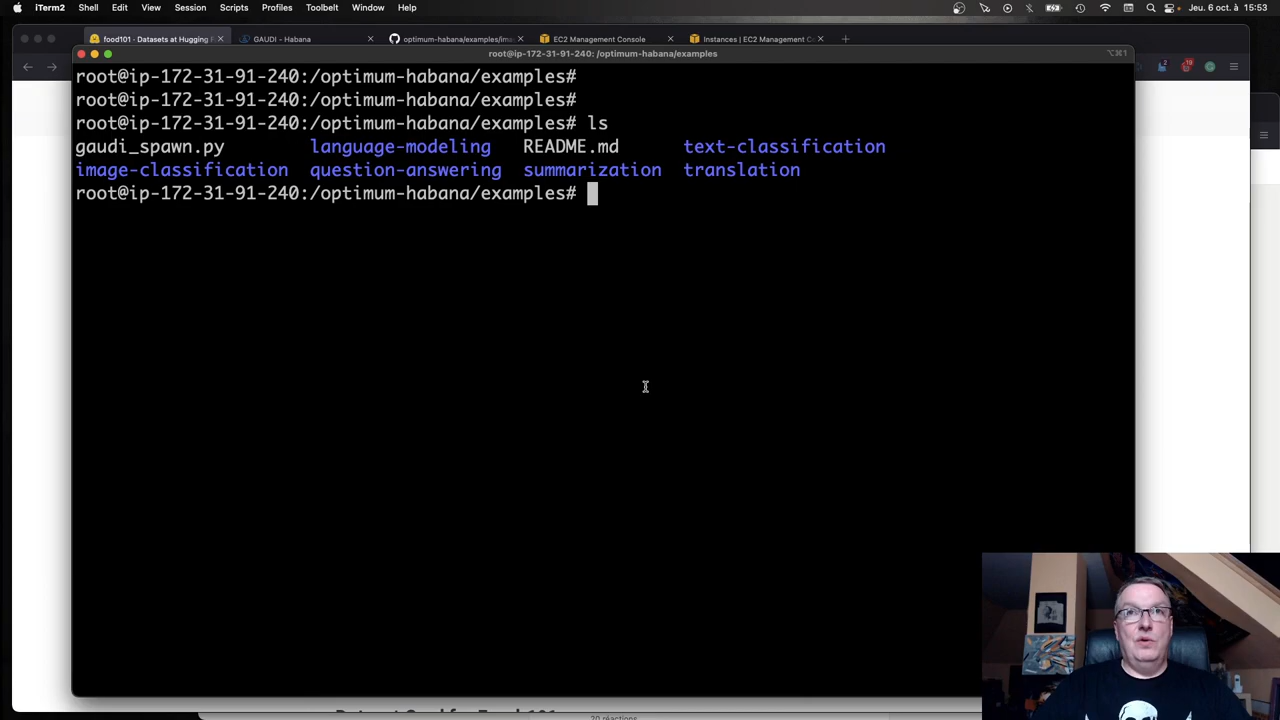 iTerm2 Shell Edit View Session Scripts Profiles Toolbelt Window Help Jeu. 6 oct. à 15:53
food101 · Datasets at Hugging F GAUDI - Habana optimum-habana/examples/ima EC2 Management Console Instances | EC2 Management C
root@ip-172-31-91-240: /optimum-habana/examples ⌥⌘1
root@ip-172-31-91-240:/optimum-habana/examples#
root@ip-172-31-91-240:/optimum-habana/examples#
root@ip-172-31-91-240:/optimum-habana/examples# ls
gaudi_spawn.py language-modeling README.md text-classification
image-classification question-answering summarization translation
root@ip-172-31-91-240:/optimum-habana/examples#
20 réactions